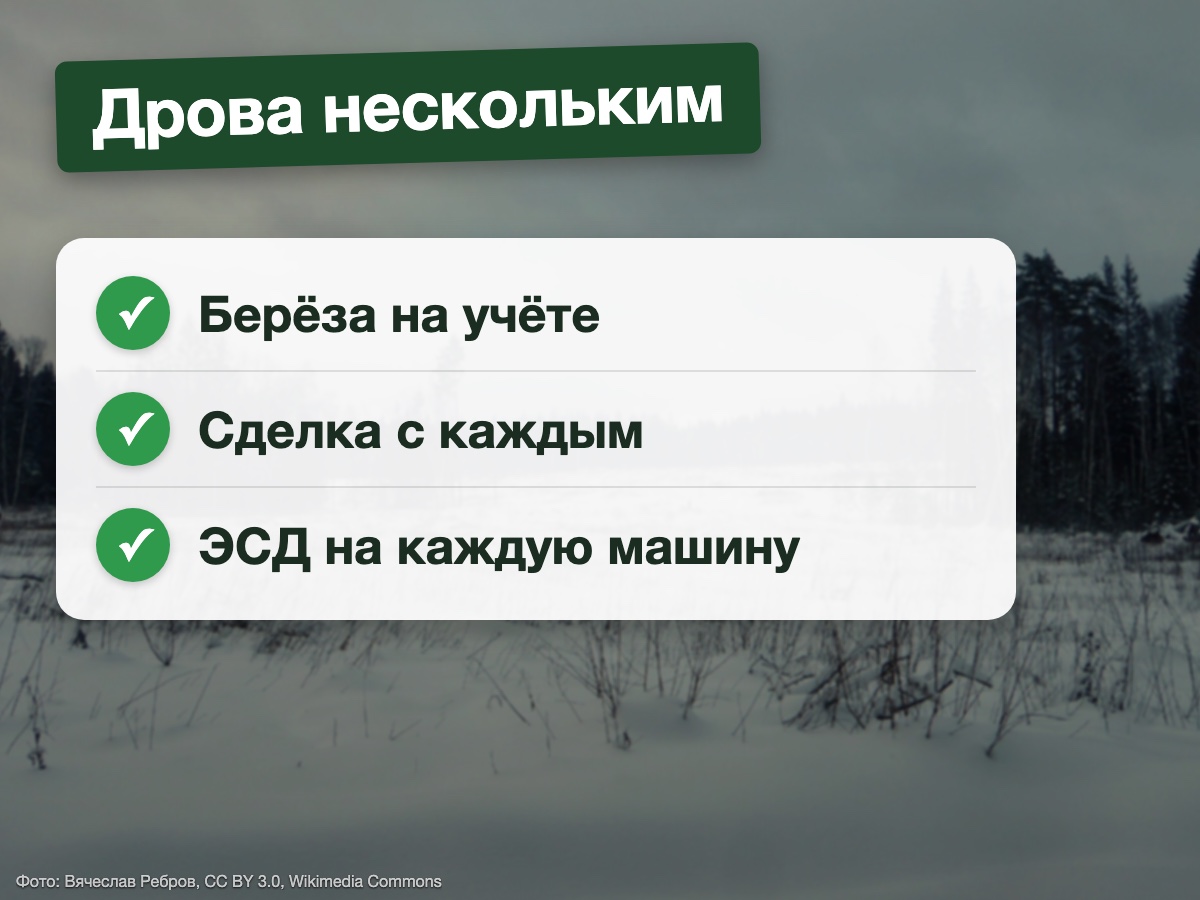 Дрова нескольким
Берёза на учёте
Сделка с каждым
ЭСД на каждую машину
Фото: Вячеслав Ребров, CC BY 3.0, Wikimedia Commons